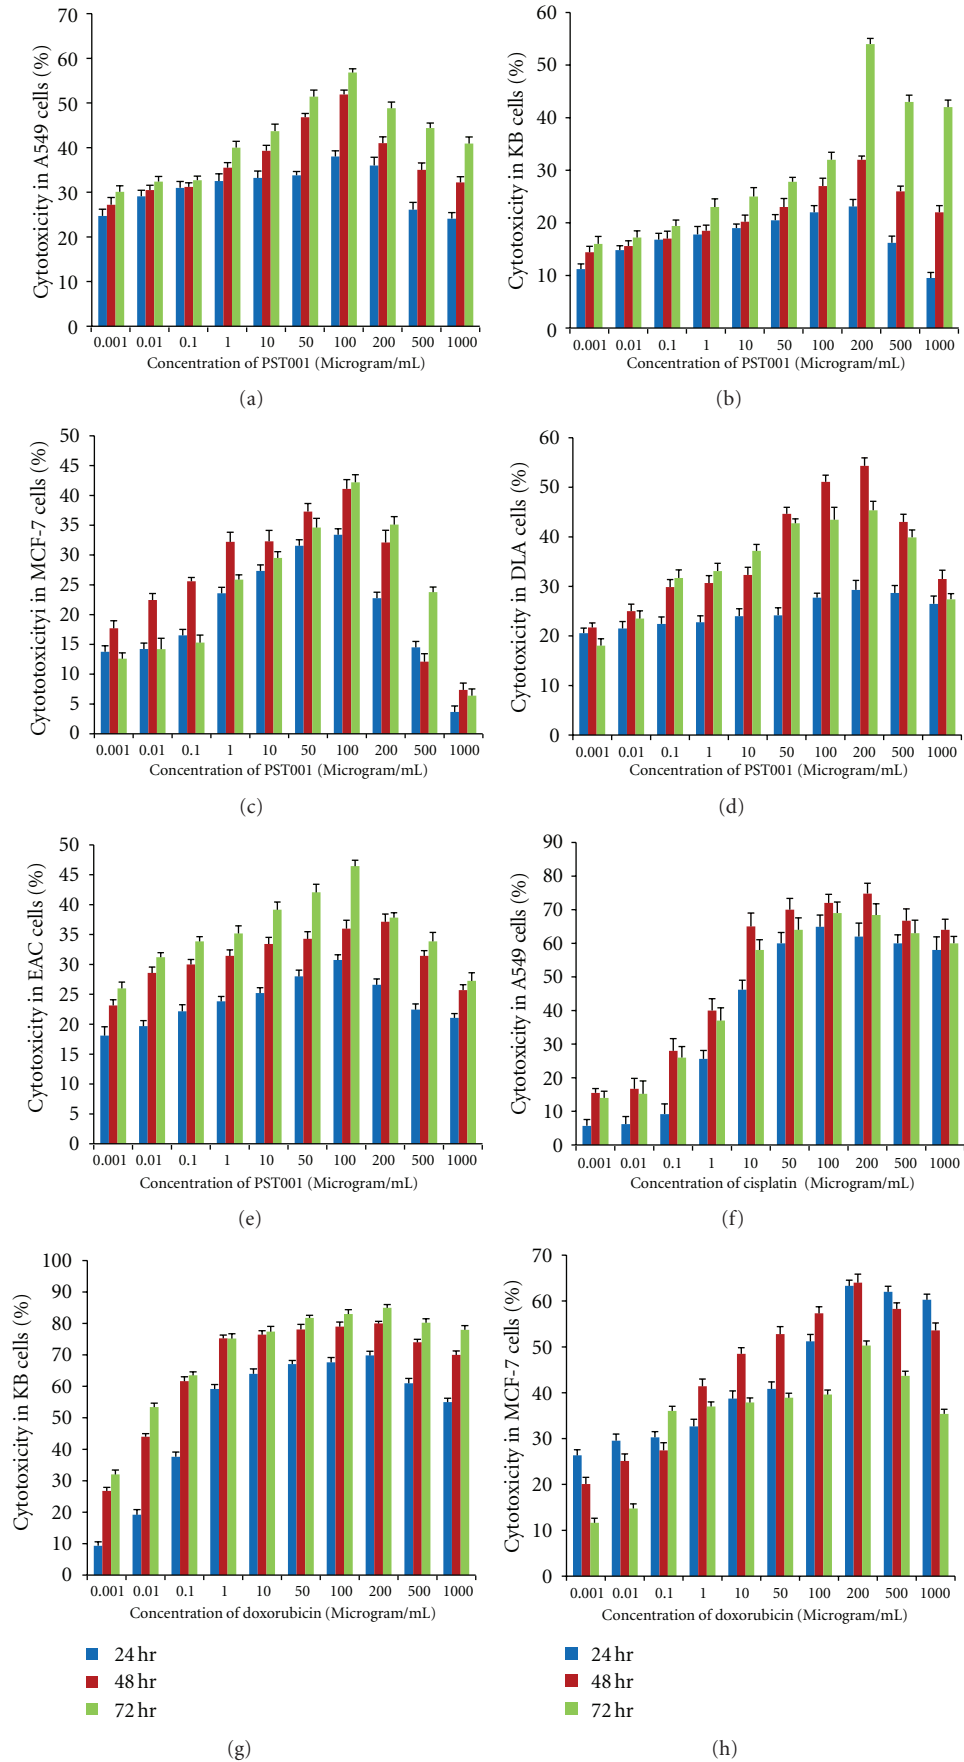 70
60
50
40
30
20
10
0
Cytotoxicity in A549 cells (%)
0.001 0.01 0.1 1 10 50 100 200 500 1000
Concentration of PST001 (Microgram/mL)
(a)
60
50
40
30
20
10
0
Cytotoxicity in KB cells (%)
0.001 0.01 0.1 1 10 50 100 200 500 1000
Concentration of PST001 (Microgram/mL)
(b)
50
45
40
35
30
25
20
15
10
5
0
Cytototoxicityi in MCF-7 cells (%)
0.001 0.01 0.1 1 10 50 100 200 500 1000
Concentration of PST001 (Microgram/mL)
(c)
60
50
40
30
20
10
0
Cytotoxicity in DLA cells (%)
0.001 0.01 0.1 1 10 50 100 200 500 1000
Concentration of PST001 (Microgram/mL)
(d)
50
45
40
35
30
25
20
15
10
5
0
Cytotoxicity in EAC cells (%)
0.001 0.01 0.1 1 10 50 100 200 500 1000
Concentration of PST001 (Microgram/mL)
(e)
90
80
70
60
50
40
30
20
10
0
Cytotoxicity in A549 cells (%)
0.001 0.01 0.1 1 10 50 100 200 500 1000
Concentration of cisplatin (Microgram/mL)
(f)
100
90
80
70
60
50
40
30
20
10
0
Cytotoxicity in KB cells (%)
0.001 0.01 0.1 1 10 50 100 200 500 1000
Concentration of doxorubicin (Microgram/mL)
24 hr
48 hr
72 hr
(g)
70
60
50
40
30
20
10
0
Cytotoxicity in MCF-7 cells (%)
0.001 0.01 0.1 1 10 50 100 200 500 1000
Concentration of doxorubicin (Microgram/mL)
24 hr
48 hr
72 hr
(h)